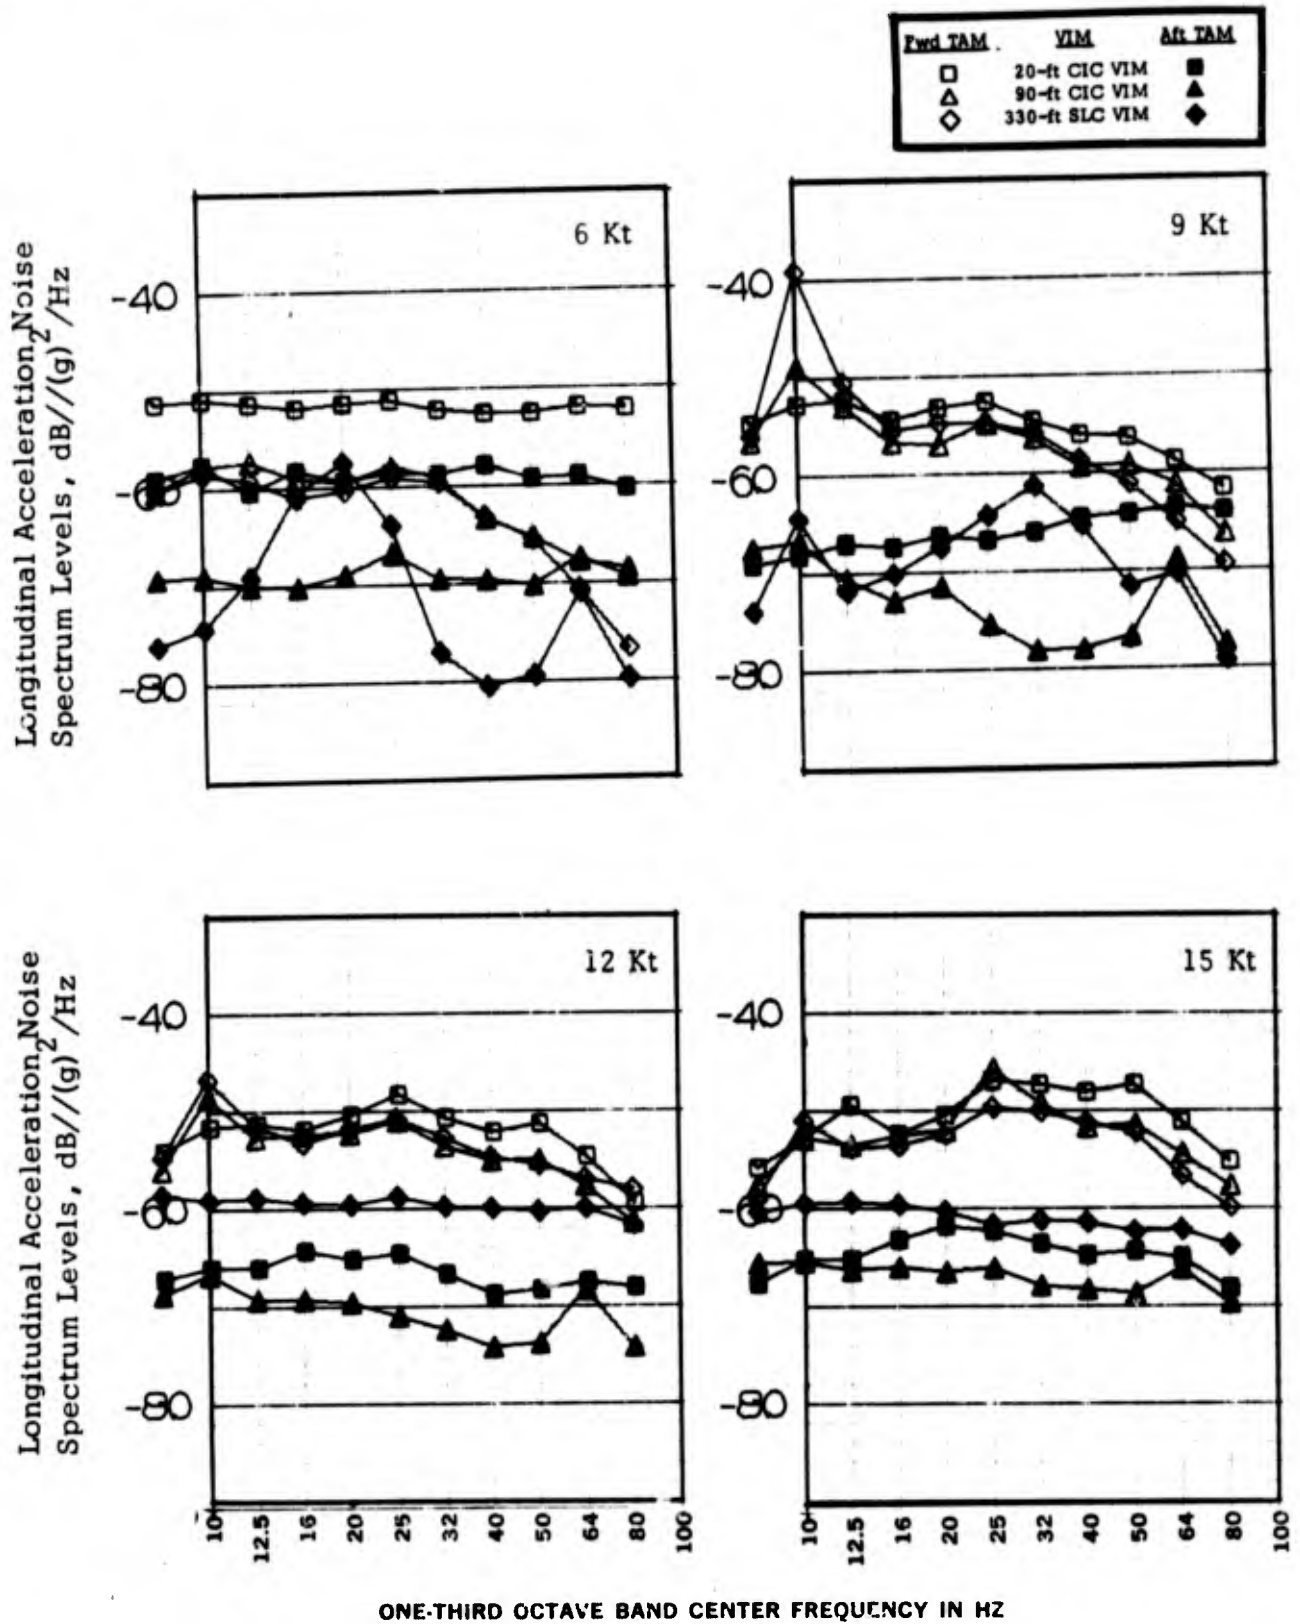 Fwd TAM . VIM Aft TAM
20-ft CIC VIM
90-ft CIC VIM
330-ft SLC VIM
Longitudinal Acceleration Noise
Spectrum Levels, dB//(g)2/Hz
6 Kt
-40
-60
-80
9 Kt
-40
-60
-80
Longitudinal Acceleration Noise
Spectrum Levels, dB//(g)2/Hz
12 Kt
-40
-60
-80
10 12.5 16 20 25 32 40 50 64 80 100
15 Kt
-40
-60
-80
10 12.5 16 20 25 32 40 50 64 80 100
ONE-THIRD OCTAVE BAND CENTER FREQUENCY IN HZ